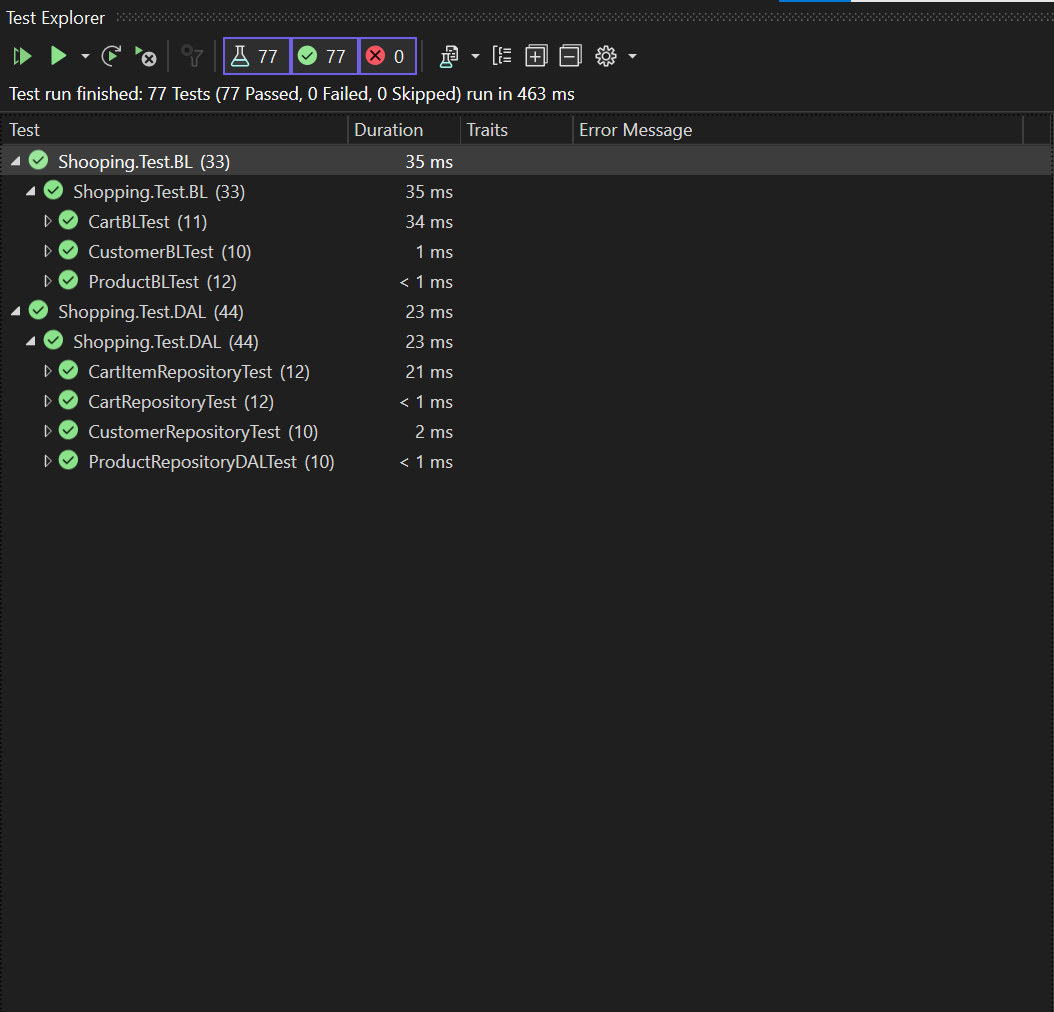 Test Explorer
77 77 0
Test run finished: 77 Tests (77 Passed, 0 Failed, 0 Skipped) run in 463 ms
Test Duration Traits Error Message
Shooping.Test.BL (33) 35 ms
Shopping.Test.BL (33) 35 ms
CartBLTest (11) 34 ms
CustomerBLTest (10) 1 ms
ProductBLTest (12) < 1 ms
Shopping.Test.DAL (44) 23 ms
Shopping.Test.DAL (44) 23 ms
CartItemRepositoryTest (12) 21 ms
CartRepositoryTest (12) < 1 ms
CustomerRepositoryTest (10) 2 ms
ProductRepositoryDALTest (10) < 1 ms